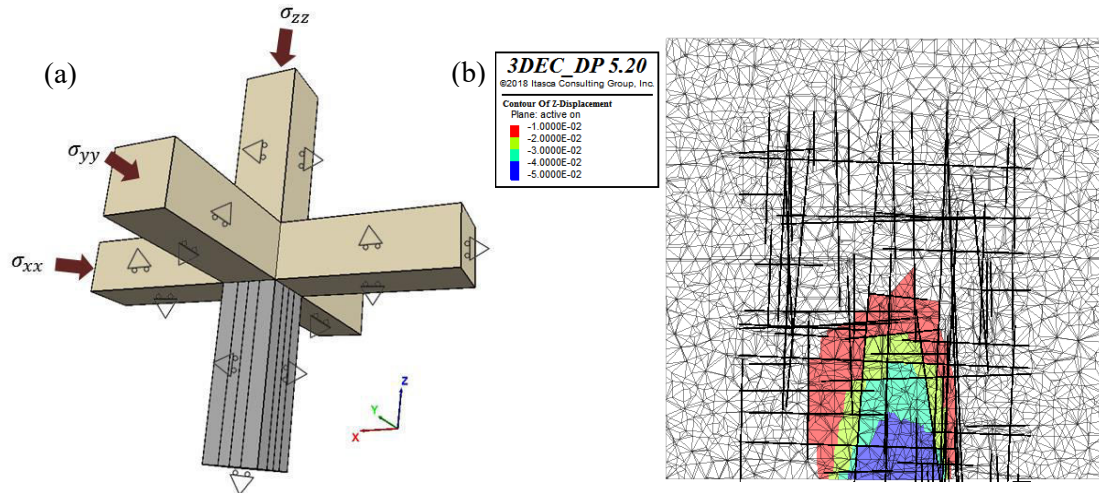 σzz
(a)
σyy
σxx
Z
Y
X
(b)
3DEC_DP 5.20
©2018 Itasca Consulting Group, Inc.
Contour Of Z-Displacement
Plane: active on
-1.0000E-02
-2.0000E-02
-3.0000E-02
-4.0000E-02
-5.0000E-02